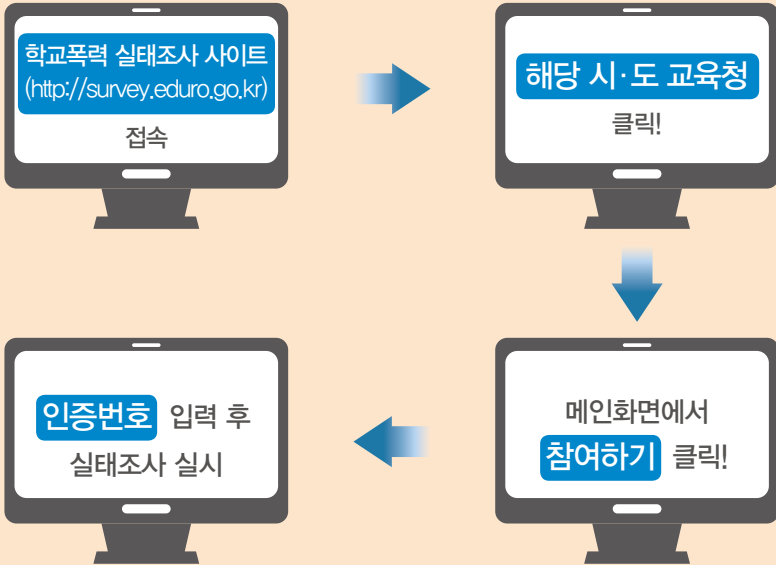 학교폭력 실태조사 사이트
(http://survey.eduro.go.kr)
접속
해당 시·도 교육청
클릭!
메인화면에서
참여하기 클릭!
인증번호 입력 후
실태조사 실시